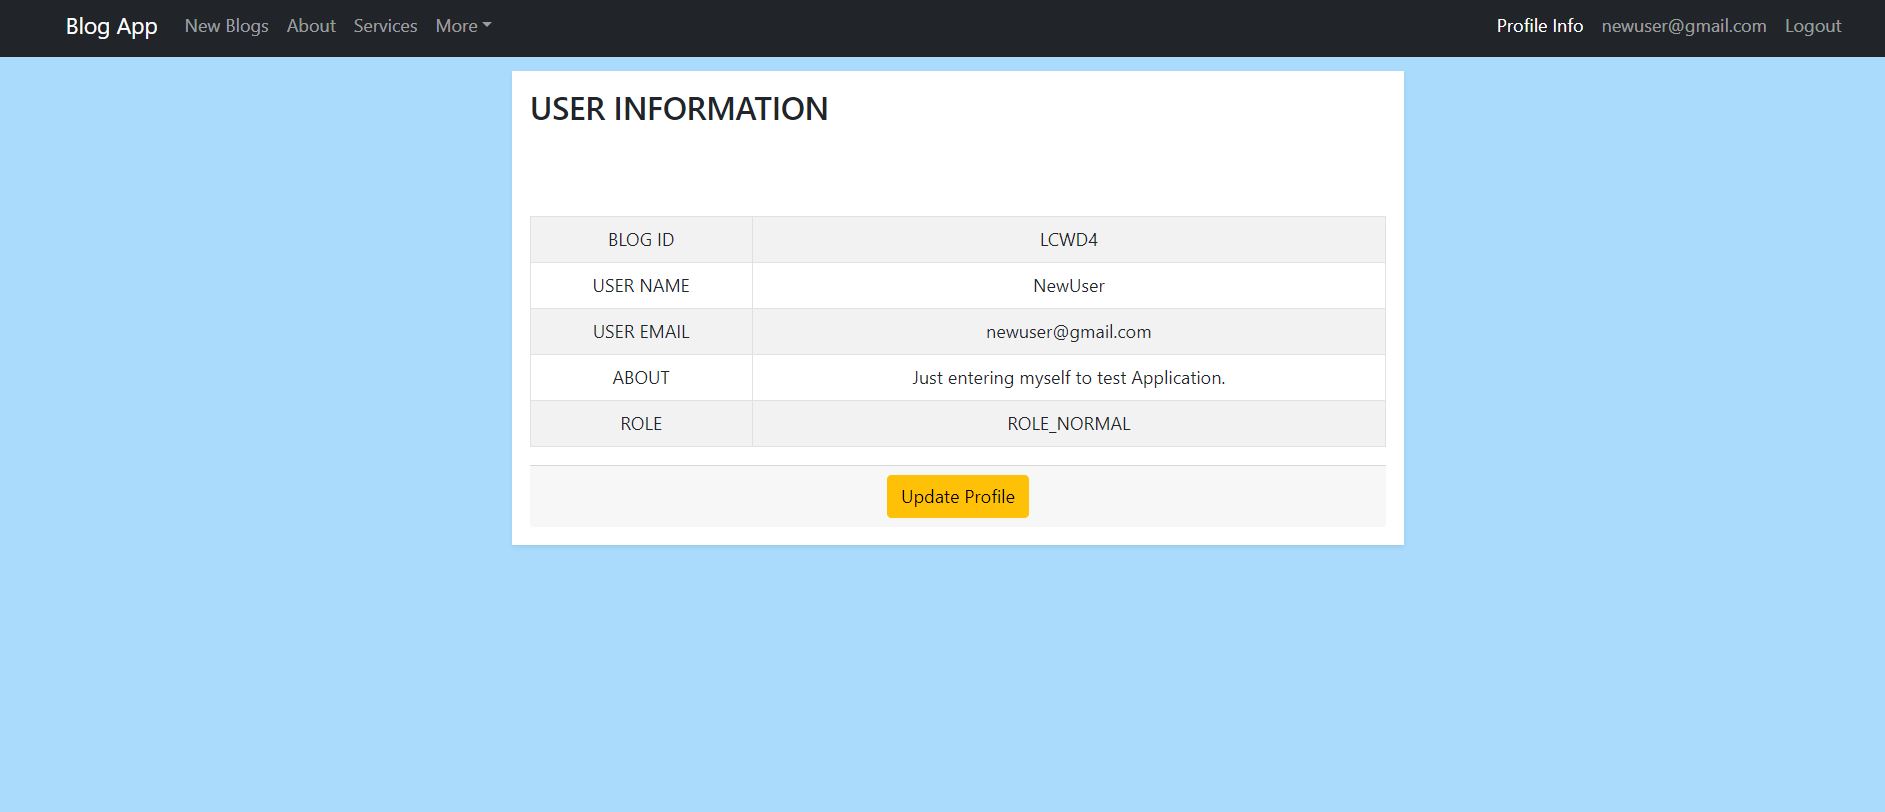 Blog App New Blogs About Services More Profile Info newuser@gmail.com Logout
USER INFORMATION
BLOG ID LCWD4
USER NAME NewUser
USER EMAIL newuser@gmail.com
ABOUT Just entering myself to test Application.
ROLE ROLE_NORMAL
Update Profile